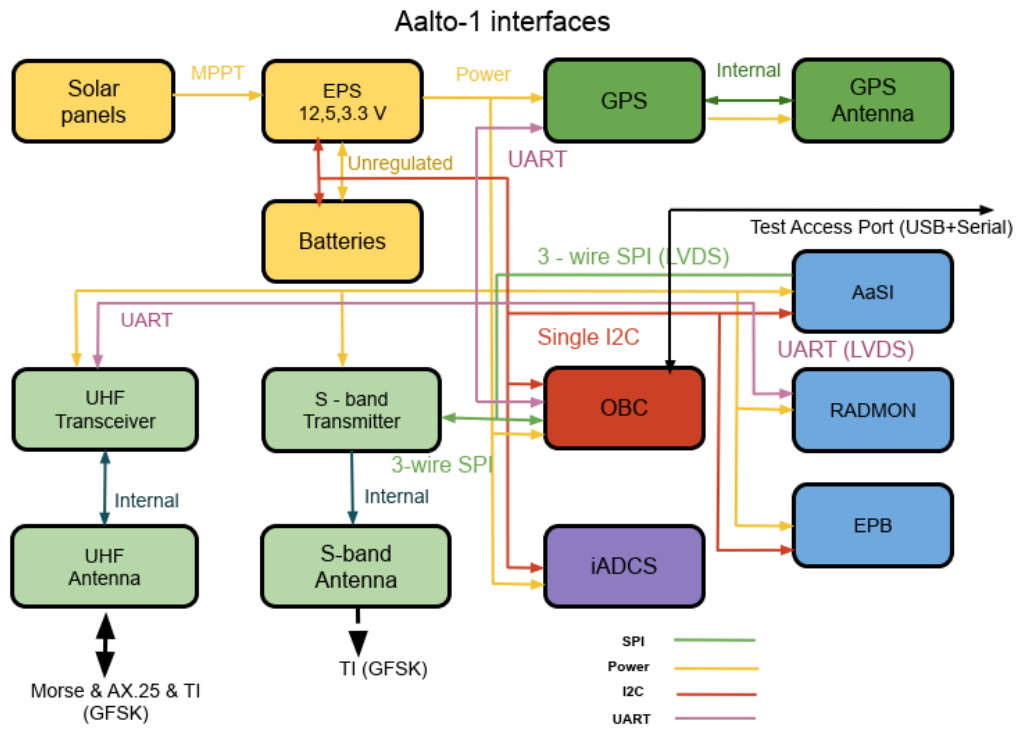 Aalto-1 interfaces
Solar
panels
MPPT
EPS
12,5,3.3 V
Power
GPS
Internal
GPS
Antenna
Unregulated
UART
Batteries
Test Access Port (USB+Serial)
3 - wire SPI (LVDS)
AaSI
UART
Single I2C
UART (LVDS)
UHF
Transceiver
S - band
Transmitter
OBC
RADMON
3-wire SPI
Internal
Internal
EPB
UHF
Antenna
S-band
Antenna
iADCS
SPI
Power
I2C
UART
TI (GFSK)
Morse & AX.25 & TI
(GFSK)